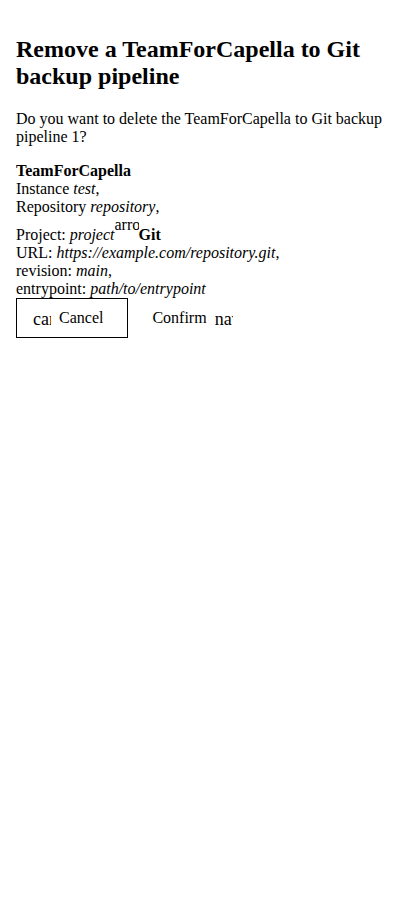 Remove a TeamForCapella to Git
backup pipeline
Do you want to delete the TeamForCapella to Git backup
pipeline 1?
TeamForCapella
Instance test,
Repository repository,
Project: project arro Git
URL: https://example.com/repository.git,
revision: main,
entrypoint: path/to/entrypoint
Cancel Confirm na